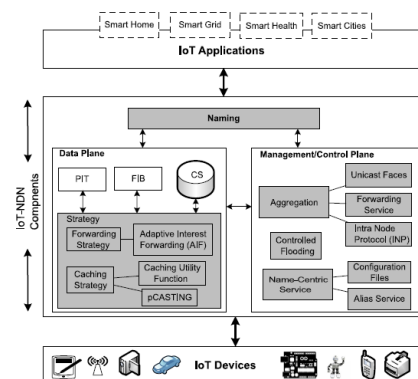 Smart Home
Smart Grid
Smart Health
Smart Cities
IoT Applications
IoT-NDN
Components
Naming
Data Plane
PIT
FIB
CS
Strategy
Forwarding
Strategy
Adaptive Interest
Forwarding (AIF)
Caching
Strategy
Caching Utility
Function
pCASTING
Management/Control Plane
Aggregation
Unicast Faces
Forwarding
Service
Intra Node
Protocol (INP)
Controlled
Flooding
Name-Centric
Service
Configuration
Files
Alias Service
IoT Devices